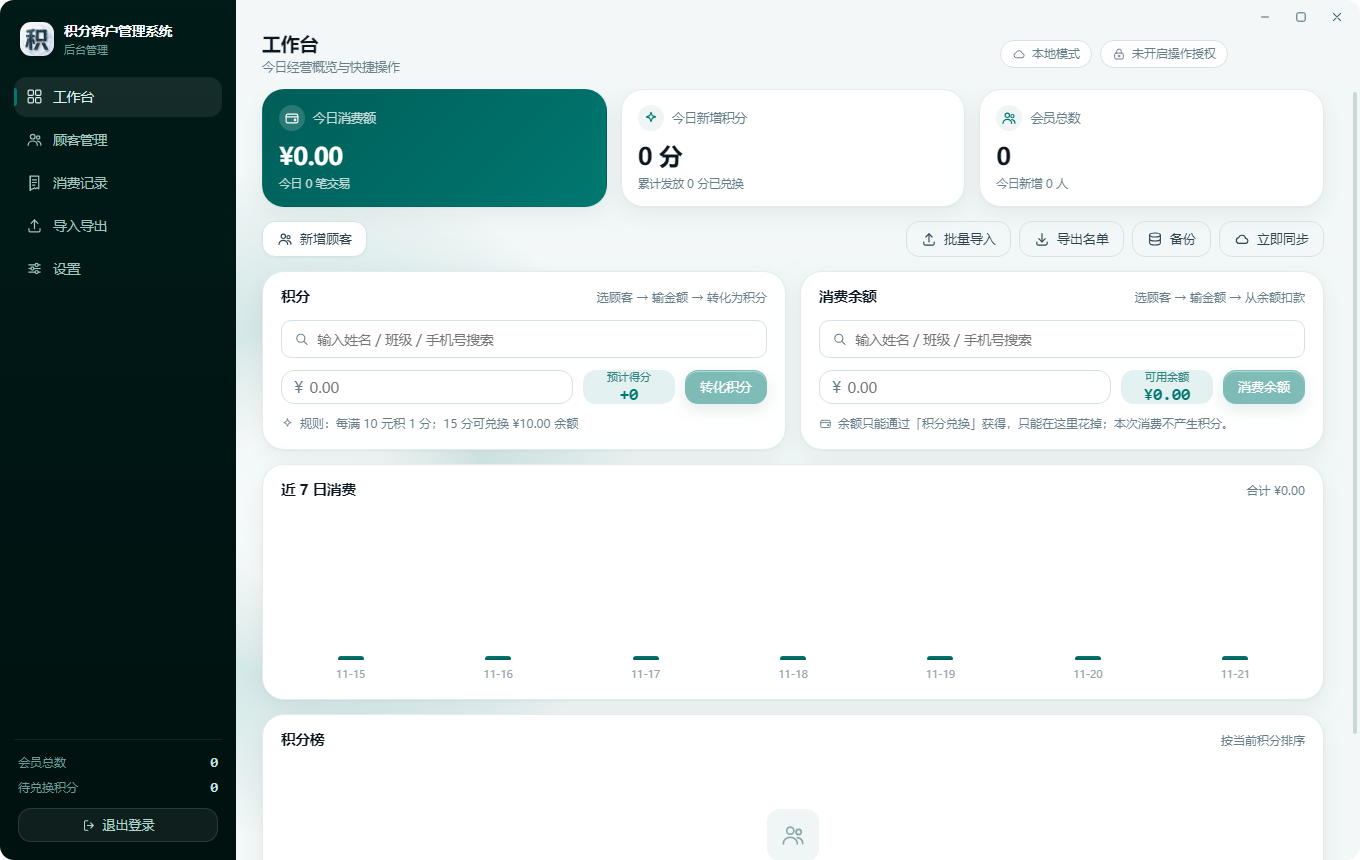 积
积分客户管理系统
后台管理
工作台
顾客管理
消费记录
导入导出
设置
会员总数 0
待兑换积分 0
退出登录
工作台
今日经营概览与快捷操作
本地模式
未开启操作授权
今日消费额
¥0.00
今日 0 笔交易
今日新增积分
0 分
累计发放 0 分已兑换
会员总数
0
今日新增 0 人
新增顾客
批量导入
导出名单
备份
立即同步
积分
选顾客 → 输金额 → 转化为积分
输入姓名 / 班级 / 手机号搜索
¥ 0.00
预计得分
+0
转化积分
规则：每满 10 元积 1 分；15 分可兑换 ¥10.00 余额
消费余额
选顾客 → 输金额 → 从余额扣款
输入姓名 / 班级 / 手机号搜索
¥ 0.00
可用余额
¥0.00
消费余额
余额只能通过「积分兑换」获得，只能在这里花掉；本次消费不产生积分。
近 7 日消费
合计 ¥0.00
11-15 11-16 11-17 11-18 11-19 11-20 11-21
积分榜
按当前积分排序